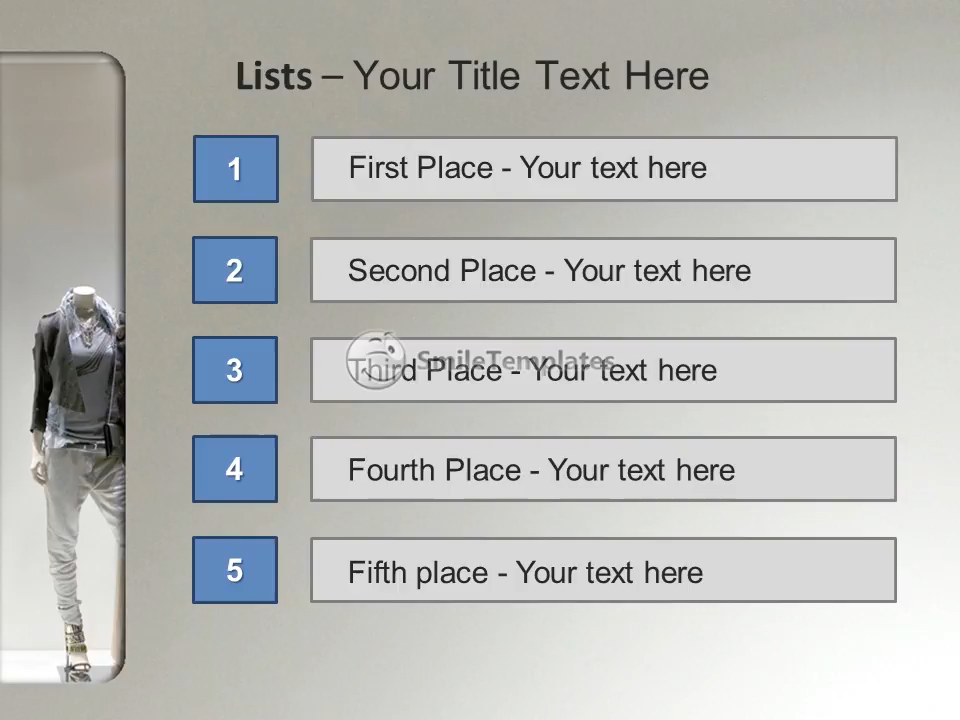 Lists – Your Title Text Here
1 First Place - Your text here
2 Second Place - Your text here
3 Third Place - Your text here
SmileTemplates
4 Fourth Place - Your text here
5 Fifth place - Your text here